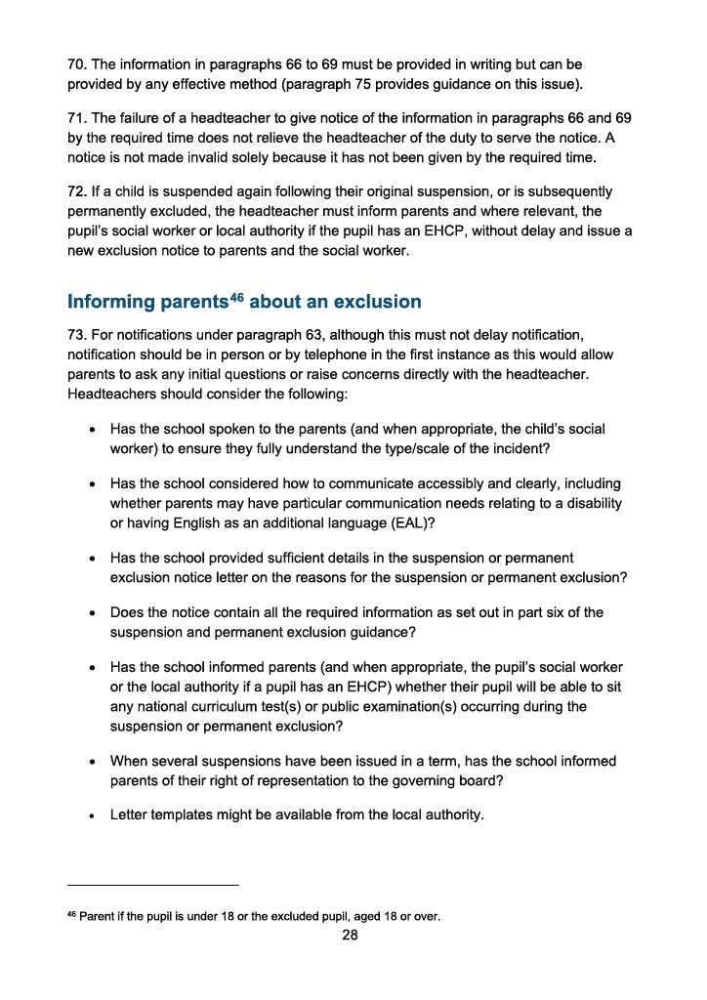 70. The information in paragraphs 66 to 69 must be provided in writing but can be
provided by any effective method (paragraph 75 provides guidance on this issue).
71. The failure of a headteacher to give notice of the information in paragraphs 66 and 69
by the required time does not relieve the headteacher of the duty to serve the notice. A
notice is not made invalid solely because it has not been given by the required time.
72. If a child is suspended again following their original suspension, or is subsequently
permanently excluded, the headteacher must inform parents and where relevant, the
pupil's social worker or local authority if the pupil has an EHCP, without delay and issue a
new exclusion notice to parents and the social worker.
Informing parents⁴⁶ about an exclusion
73. For notifications under paragraph 63, although this must not delay notification,
notification should be in person or by telephone in the first instance as this would allow
parents to ask any initial questions or raise concerns directly with the headteacher.
Headteachers should consider the following:
• Has the school spoken to the parents (and when appropriate, the child's social
worker) to ensure they fully understand the type/scale of the incident?
• Has the school considered how to communicate accessibly and clearly, including
whether parents may have particular communication needs relating to a disability
or having English as an additional language (EAL)?
• Has the school provided sufficient details in the suspension or permanent
exclusion notice letter on the reasons for the suspension or permanent exclusion?
• Does the notice contain all the required information as set out in part six of the
suspension and permanent exclusion guidance?
• Has the school informed parents (and when appropriate, the pupil's social worker
or the local authority if a pupil has an EHCP) whether their pupil will be able to sit
any national curriculum test(s) or public examination(s) occurring during the
suspension or permanent exclusion?
• When several suspensions have been issued in a term, has the school informed
parents of their right of representation to the governing board?
• Letter templates might be available from the local authority.
⁴⁶ Parent if the pupil is under 18 or the excluded pupil, aged 18 or over.
28